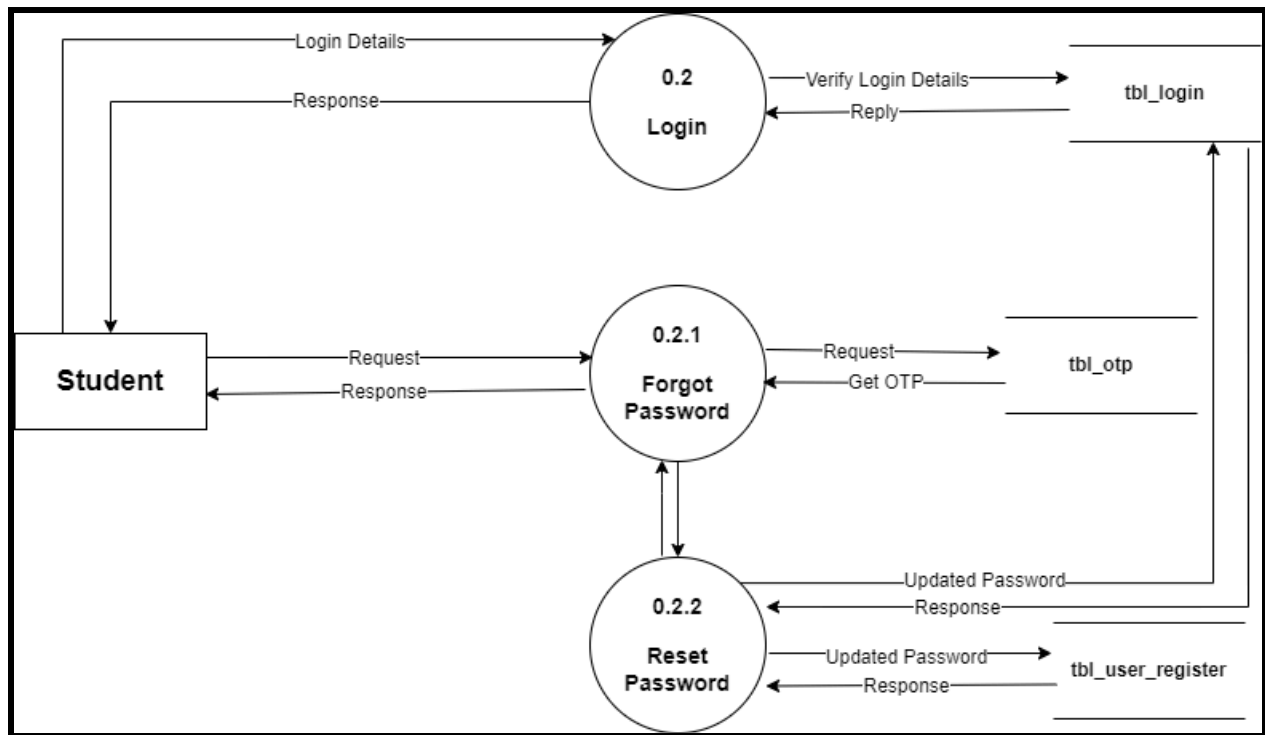 Login Details
0.2
Login
Verify Login Details
tbl_login
Response
Reply
Student
Request
Response
0.2.1
Forgot
Password
Request
Get OTP
tbl_otp
0.2.2
Reset
Password
Updated Password
Response
Updated Password
Response
tbl_user_register